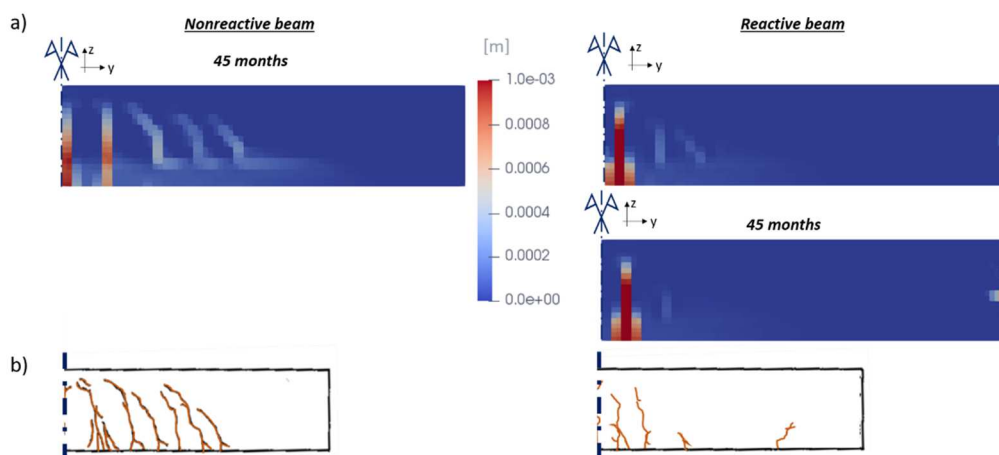 a)
Nonreactive beam
Reactive beam
z
y
45 months
[m]
1.0e-03
0.0008
0.0006
0.0004
0.0002
0.0e+00
z
y
z
y
45 months
b)